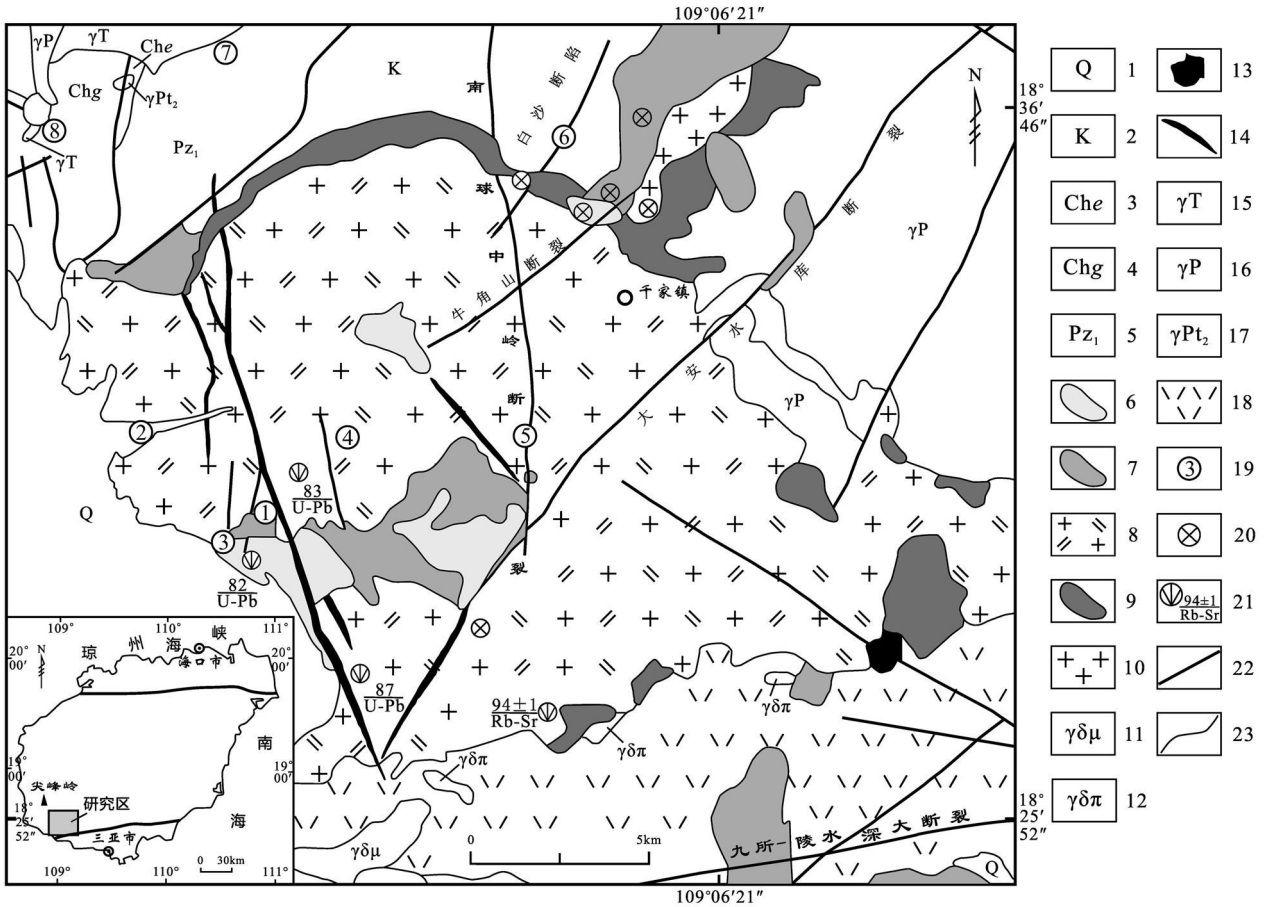 109°06′21″
γP
γT
Che
⑦
K
南
白沙断陷
N
18°
36′
46″
Chg
γPt₂
⑧
⑥
γT
Pz₁
裂
球
断
γP
中
牛角山断裂
库
千家镇
水
岭
安
断
大
γP
②
④
⑤
83
U-Pb
Q
①
③
裂
82
U-Pb
87
U-Pb
94±1
Rb-Sr
γδπ
γδπ
γδπ
γδμ
0 5km
九所-陵水深大断裂
Q
18°
25′
52″
109°06′21″
109° 110° 111°
N
琼州海峡
海口市
20°
00′
20°
00′
南
海
19°
00′
19°
00′
尖峰岭
研究区
18°
25′
52″
三亚市
0 30km
109° 110° 111°
Q 1
K 2
Che 3
Chg 4
Pz₁ 5
6
7
8
9
10
γδμ 11
γδπ 12
13
14
γT 15
γP 16
γPt₂ 17
18
③ 19
20
94±1
Rb-Sr
21
22
23